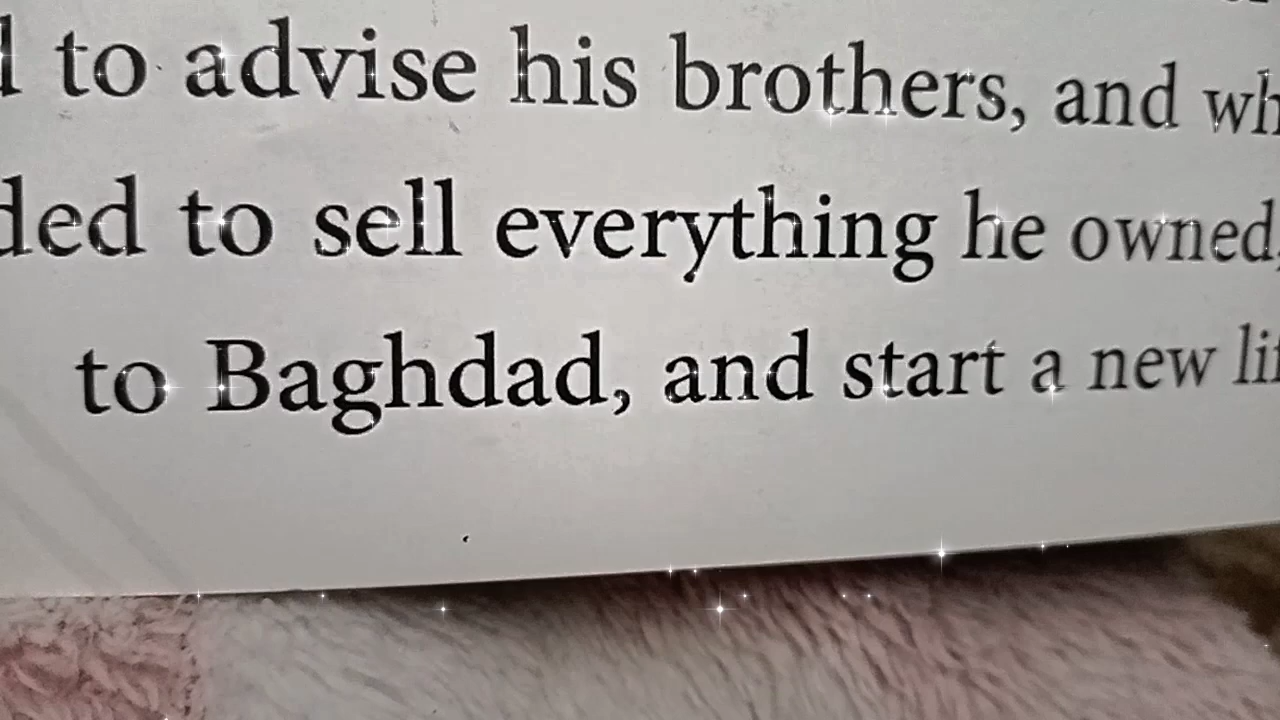 to advise his brothers, and
to sell everything he owned,
to Baghdad, and start a new